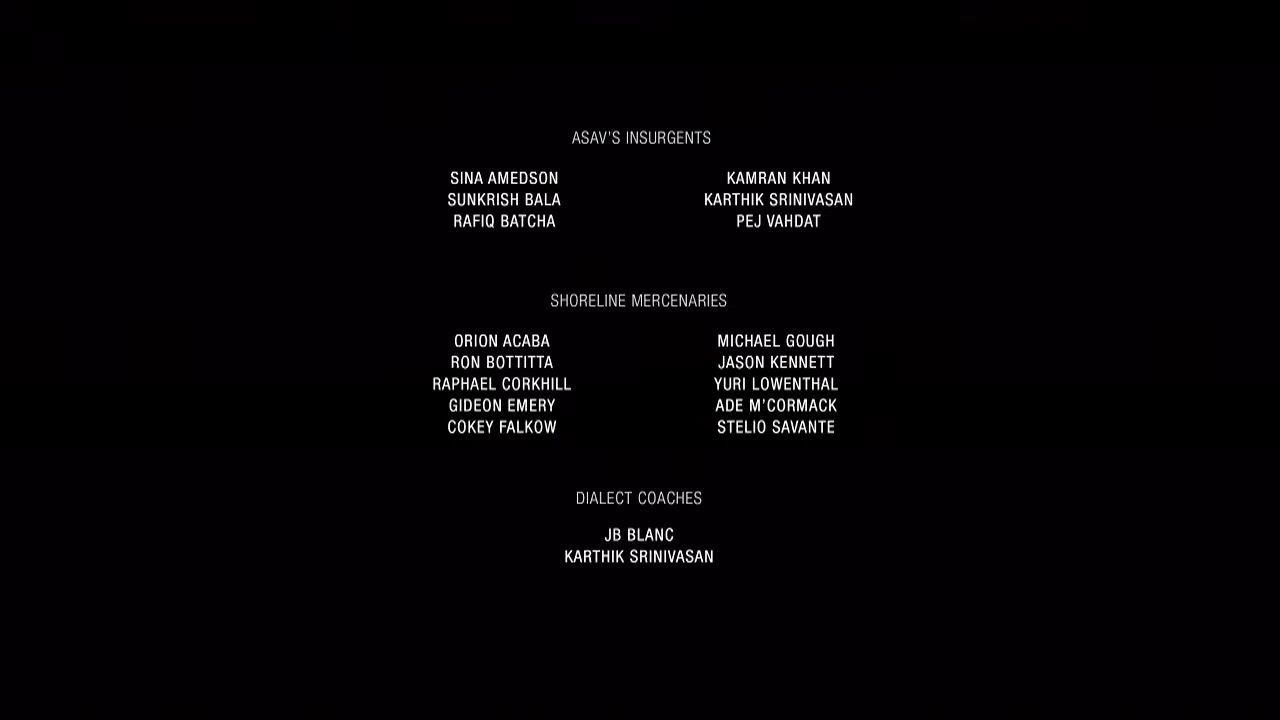 ASAV'S INSURGENTS
SINA AMEDSON KAMRAN KHAN
SUNKRISH BALA KARTHIK SRINIVASAN
RAFIQ BATCHA PEJ VAHDAT
SHORELINE MERCENARIES
ORION ACABA MICHAEL GOUGH
RON BOTTITTA JASON KENNETT
RAPHAEL CORKHILL YURI LOWENTHAL
GIDEON EMERY ADE M'CORMACK
COKEY FALKOW STELIO SAVANTE
DIALECT COACHES
JB BLANC
KARTHIK SRINIVASAN